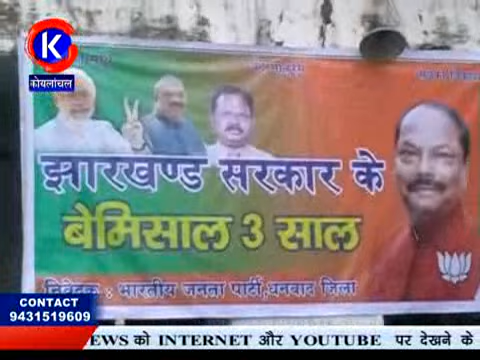 K
कोयलांचल
झारखण्ड सरकार के
बेमिसाल 3 साल
निवेदक : भारतीय जनता पार्टी, धनबाद जिला
CONTACT
9431519609
EWS को INTERNET और YOUTUBE पर देखने के